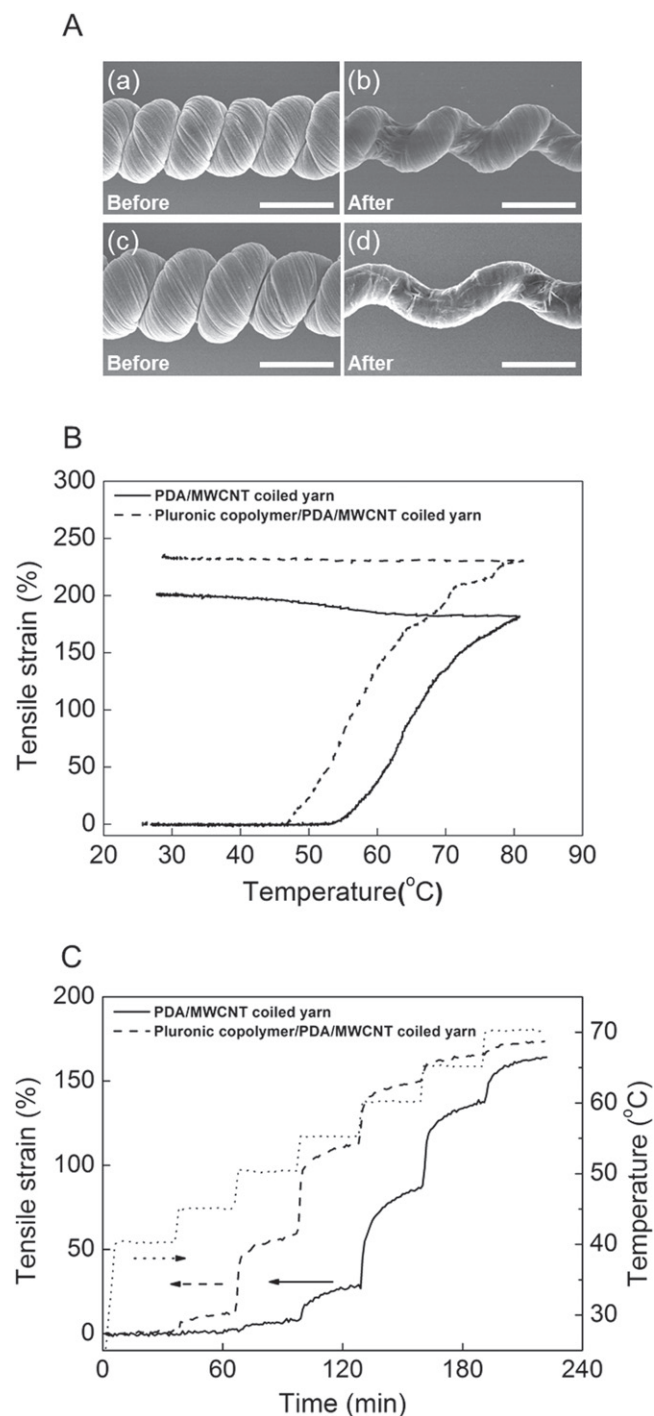 A
(a)
Before
(b)
After
(c)
Before
(d)
After
B
PDA/MWCNT coiled yarn
Pluronic copolymer/PDA/MWCNT coiled yarn
Tensile strain (%)
300
250
200
150
100
50
0
20 30 40 50 60 70 80 90
Temperature(°C)
C
PDA/MWCNT coiled yarn
Pluronic copolymer/PDA/MWCNT coiled yarn
Tensile strain (%)
200
150
100
50
0
70
60
50
40
30
Temperature (°C)
0 60 120 180 240
Time (min)